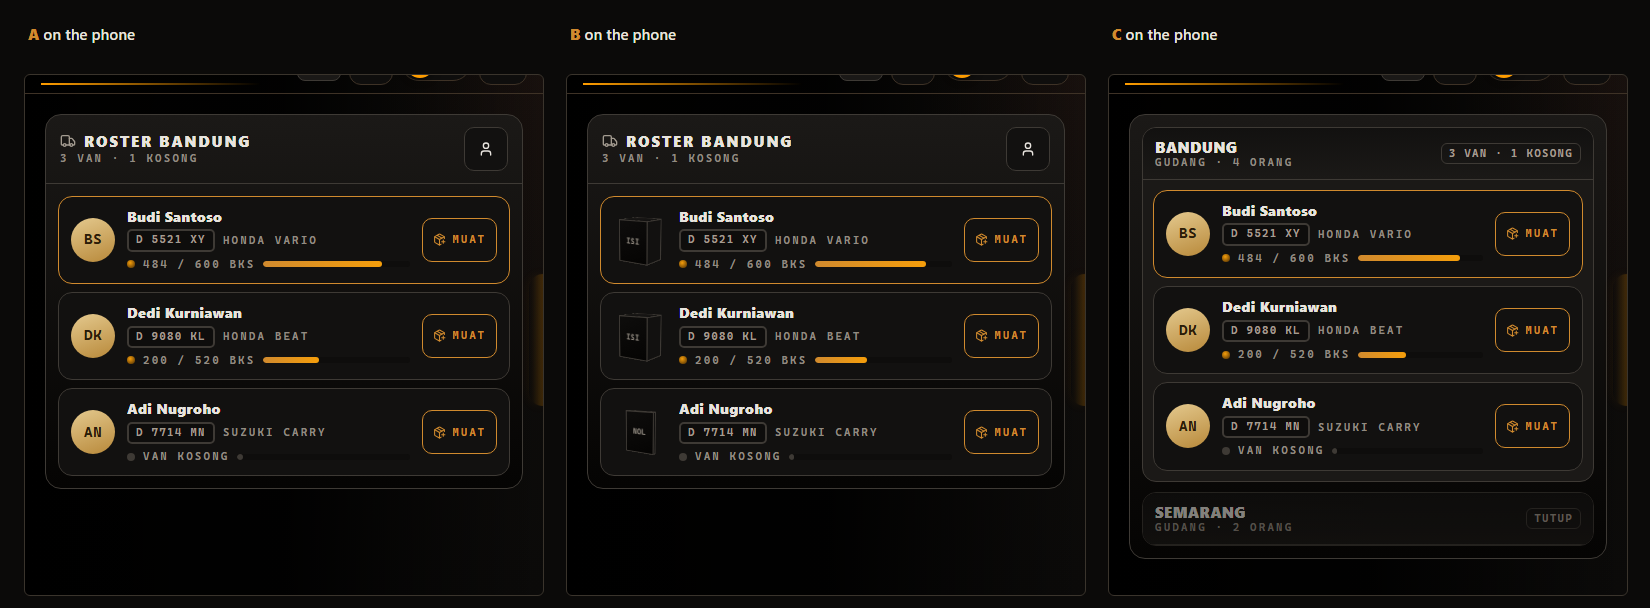 A on the phone
ROSTER BANDUNG
3 VAN · 1 KOSONG
BS
Budi Santoso
D 5521 XY HONDA VARIO
484 / 600 BKS
MUAT
DK
Dedi Kurniawan
D 9080 KL HONDA BEAT
200 / 520 BKS
MUAT
AN
Adi Nugroho
D 7714 MN SUZUKI CARRY
VAN KOSONG
MUAT
B on the phone
ROSTER BANDUNG
3 VAN · 1 KOSONG
ISI
Budi Santoso
D 5521 XY HONDA VARIO
484 / 600 BKS
MUAT
ISI
Dedi Kurniawan
D 9080 KL HONDA BEAT
200 / 520 BKS
MUAT
NOL
Adi Nugroho
D 7714 MN SUZUKI CARRY
VAN KOSONG
MUAT
C on the phone
BANDUNG
GUDANG · 4 ORANG
3 VAN · 1 KOSONG
BS
Budi Santoso
D 5521 XY HONDA VARIO
484 / 600 BKS
MUAT
DK
Dedi Kurniawan
D 9080 KL HONDA BEAT
200 / 520 BKS
MUAT
AN
Adi Nugroho
D 7714 MN SUZUKI CARRY
VAN KOSONG
MUAT
SEMARANG
GUDANG · 2 ORANG
TUTUP